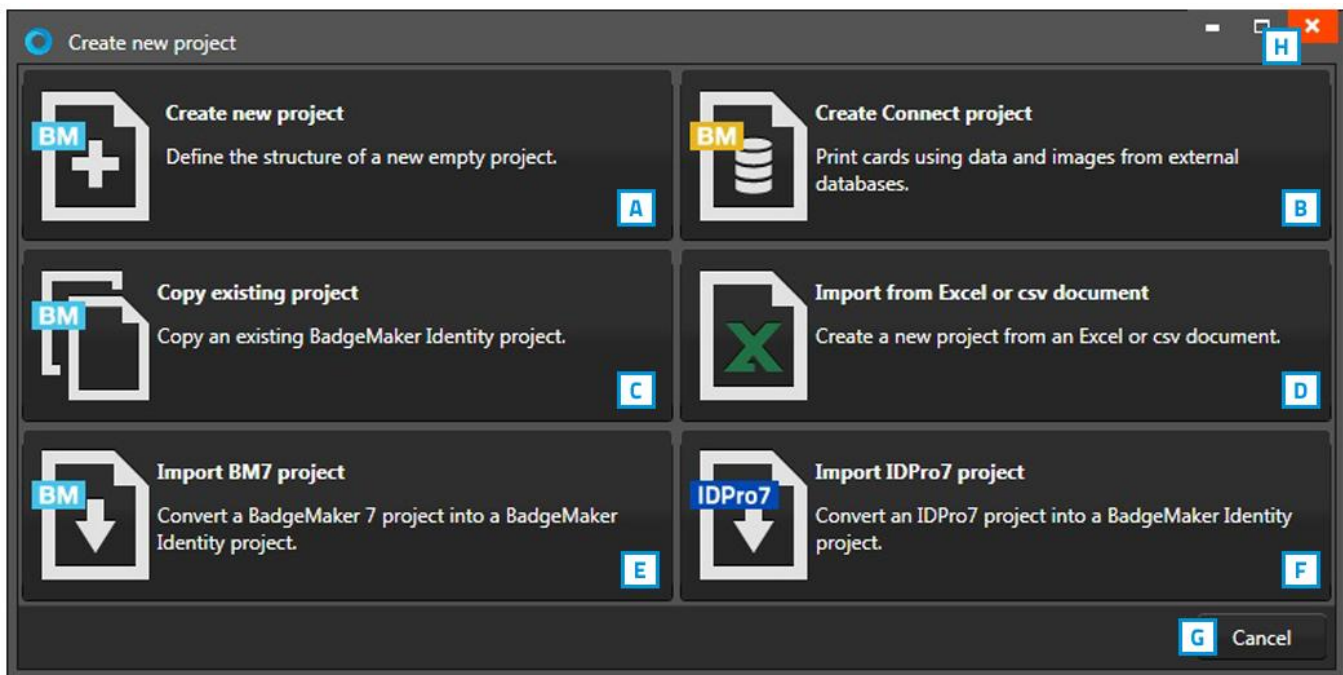 Create new project
H
BM
Create new project
Define the structure of a new empty project.
A
BM
Create Connect project
Print cards using data and images from external
databases.
B
BM
Copy existing project
Copy an existing BadgeMaker Identity project.
C
X
Import from Excel or csv document
Create a new project from an Excel or csv document.
D
BM
Import BM7 project
Convert a BadgeMaker 7 project into a BadgeMaker
Identity project.
E
IDPro7
Import IDPro7 project
Convert an IDPro7 project into a BadgeMaker Identity
project.
F
G
Cancel